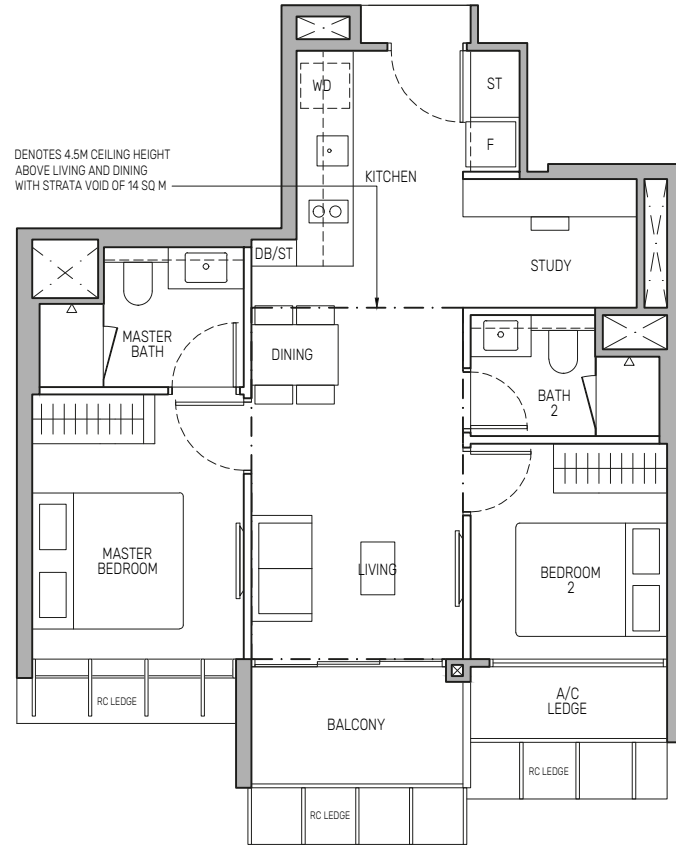 WD
ST
F
DENOTES 4.5M CEILING HEIGHT
ABOVE LIVING AND DINING
WITH STRATA VOID OF 14 SQ M
KITCHEN
DB/ST
STUDY
MASTER
BATH
DINING
BATH
2
MASTER
BEDROOM
LIVING
BEDROOM
2
RC LEDGE
BALCONY
A/C
LEDGE
RC LEDGE
RC LEDGE